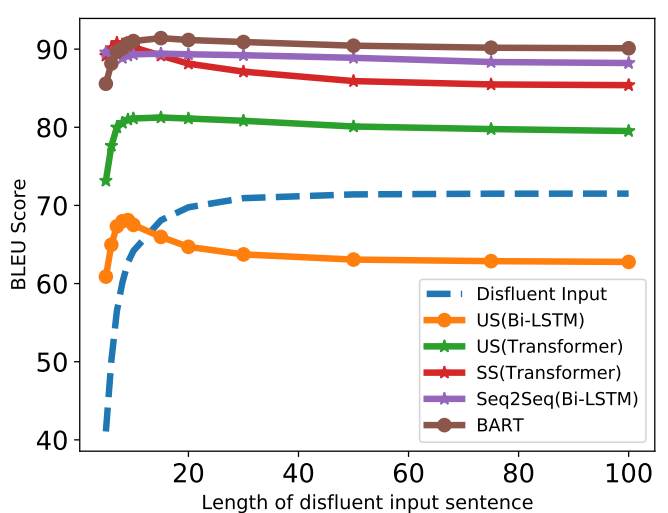 90
80
70
60
50
40
BLEU Score
20
40
60
80
100
Length of disfluent input sentence
Disfluent Input
US(Bi-LSTM)
US(Transformer)
SS(Transformer)
Seq2Seq(Bi-LSTM)
BART